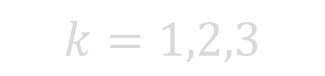 k = 1,2,3